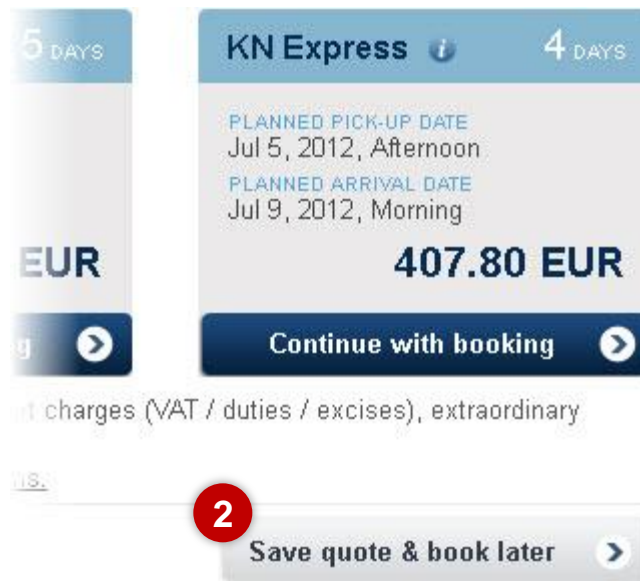 5 DAYS
KN Express i 4 DAYS
PLANNED PICK-UP DATE
Jul 5, 2012, Afternoon
PLANNED ARRIVAL DATE
Jul 9, 2012, Morning
EUR
407.80 EUR
Continue with booking
charges (VAT / duties / excises), extraordinary
2
Save quote & book later